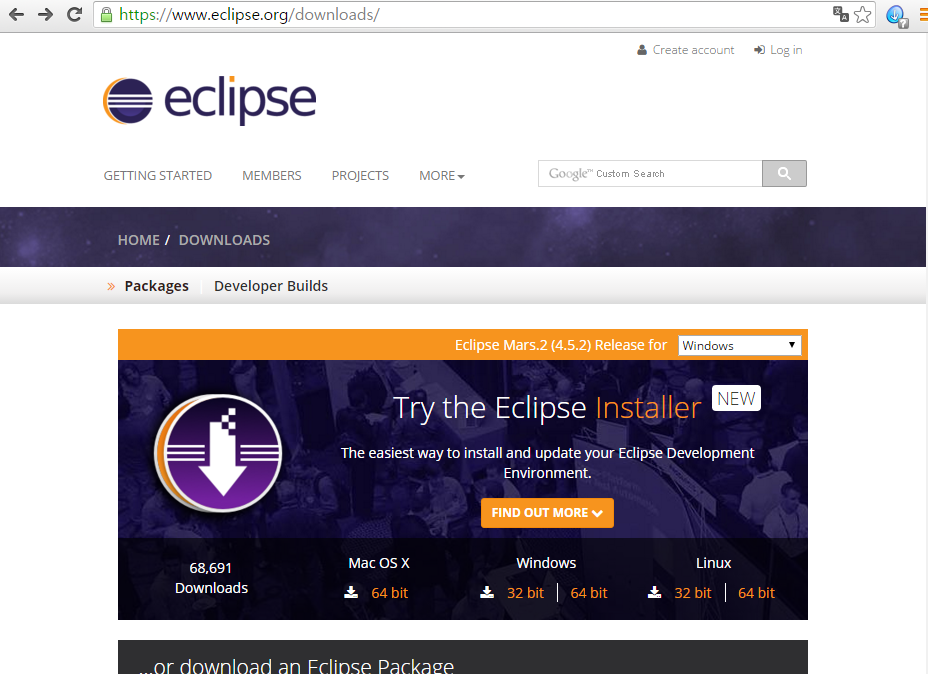 https://www.eclipse.org/downloads/
Create account Log in
eclipse
GETTING STARTED MEMBERS PROJECTS MORE
Google™ Custom Search
HOME / DOWNLOADS
» Packages Developer Builds
Eclipse Mars.2 (4.5.2) Release for Windows
Try the Eclipse Installer NEW
The easiest way to install and update your Eclipse Development
Environment.
FIND OUT MORE
68,691
Downloads
Mac OS X
64 bit
Windows
32 bit 64 bit
Linux
32 bit 64 bit
...or download an Eclipse Package